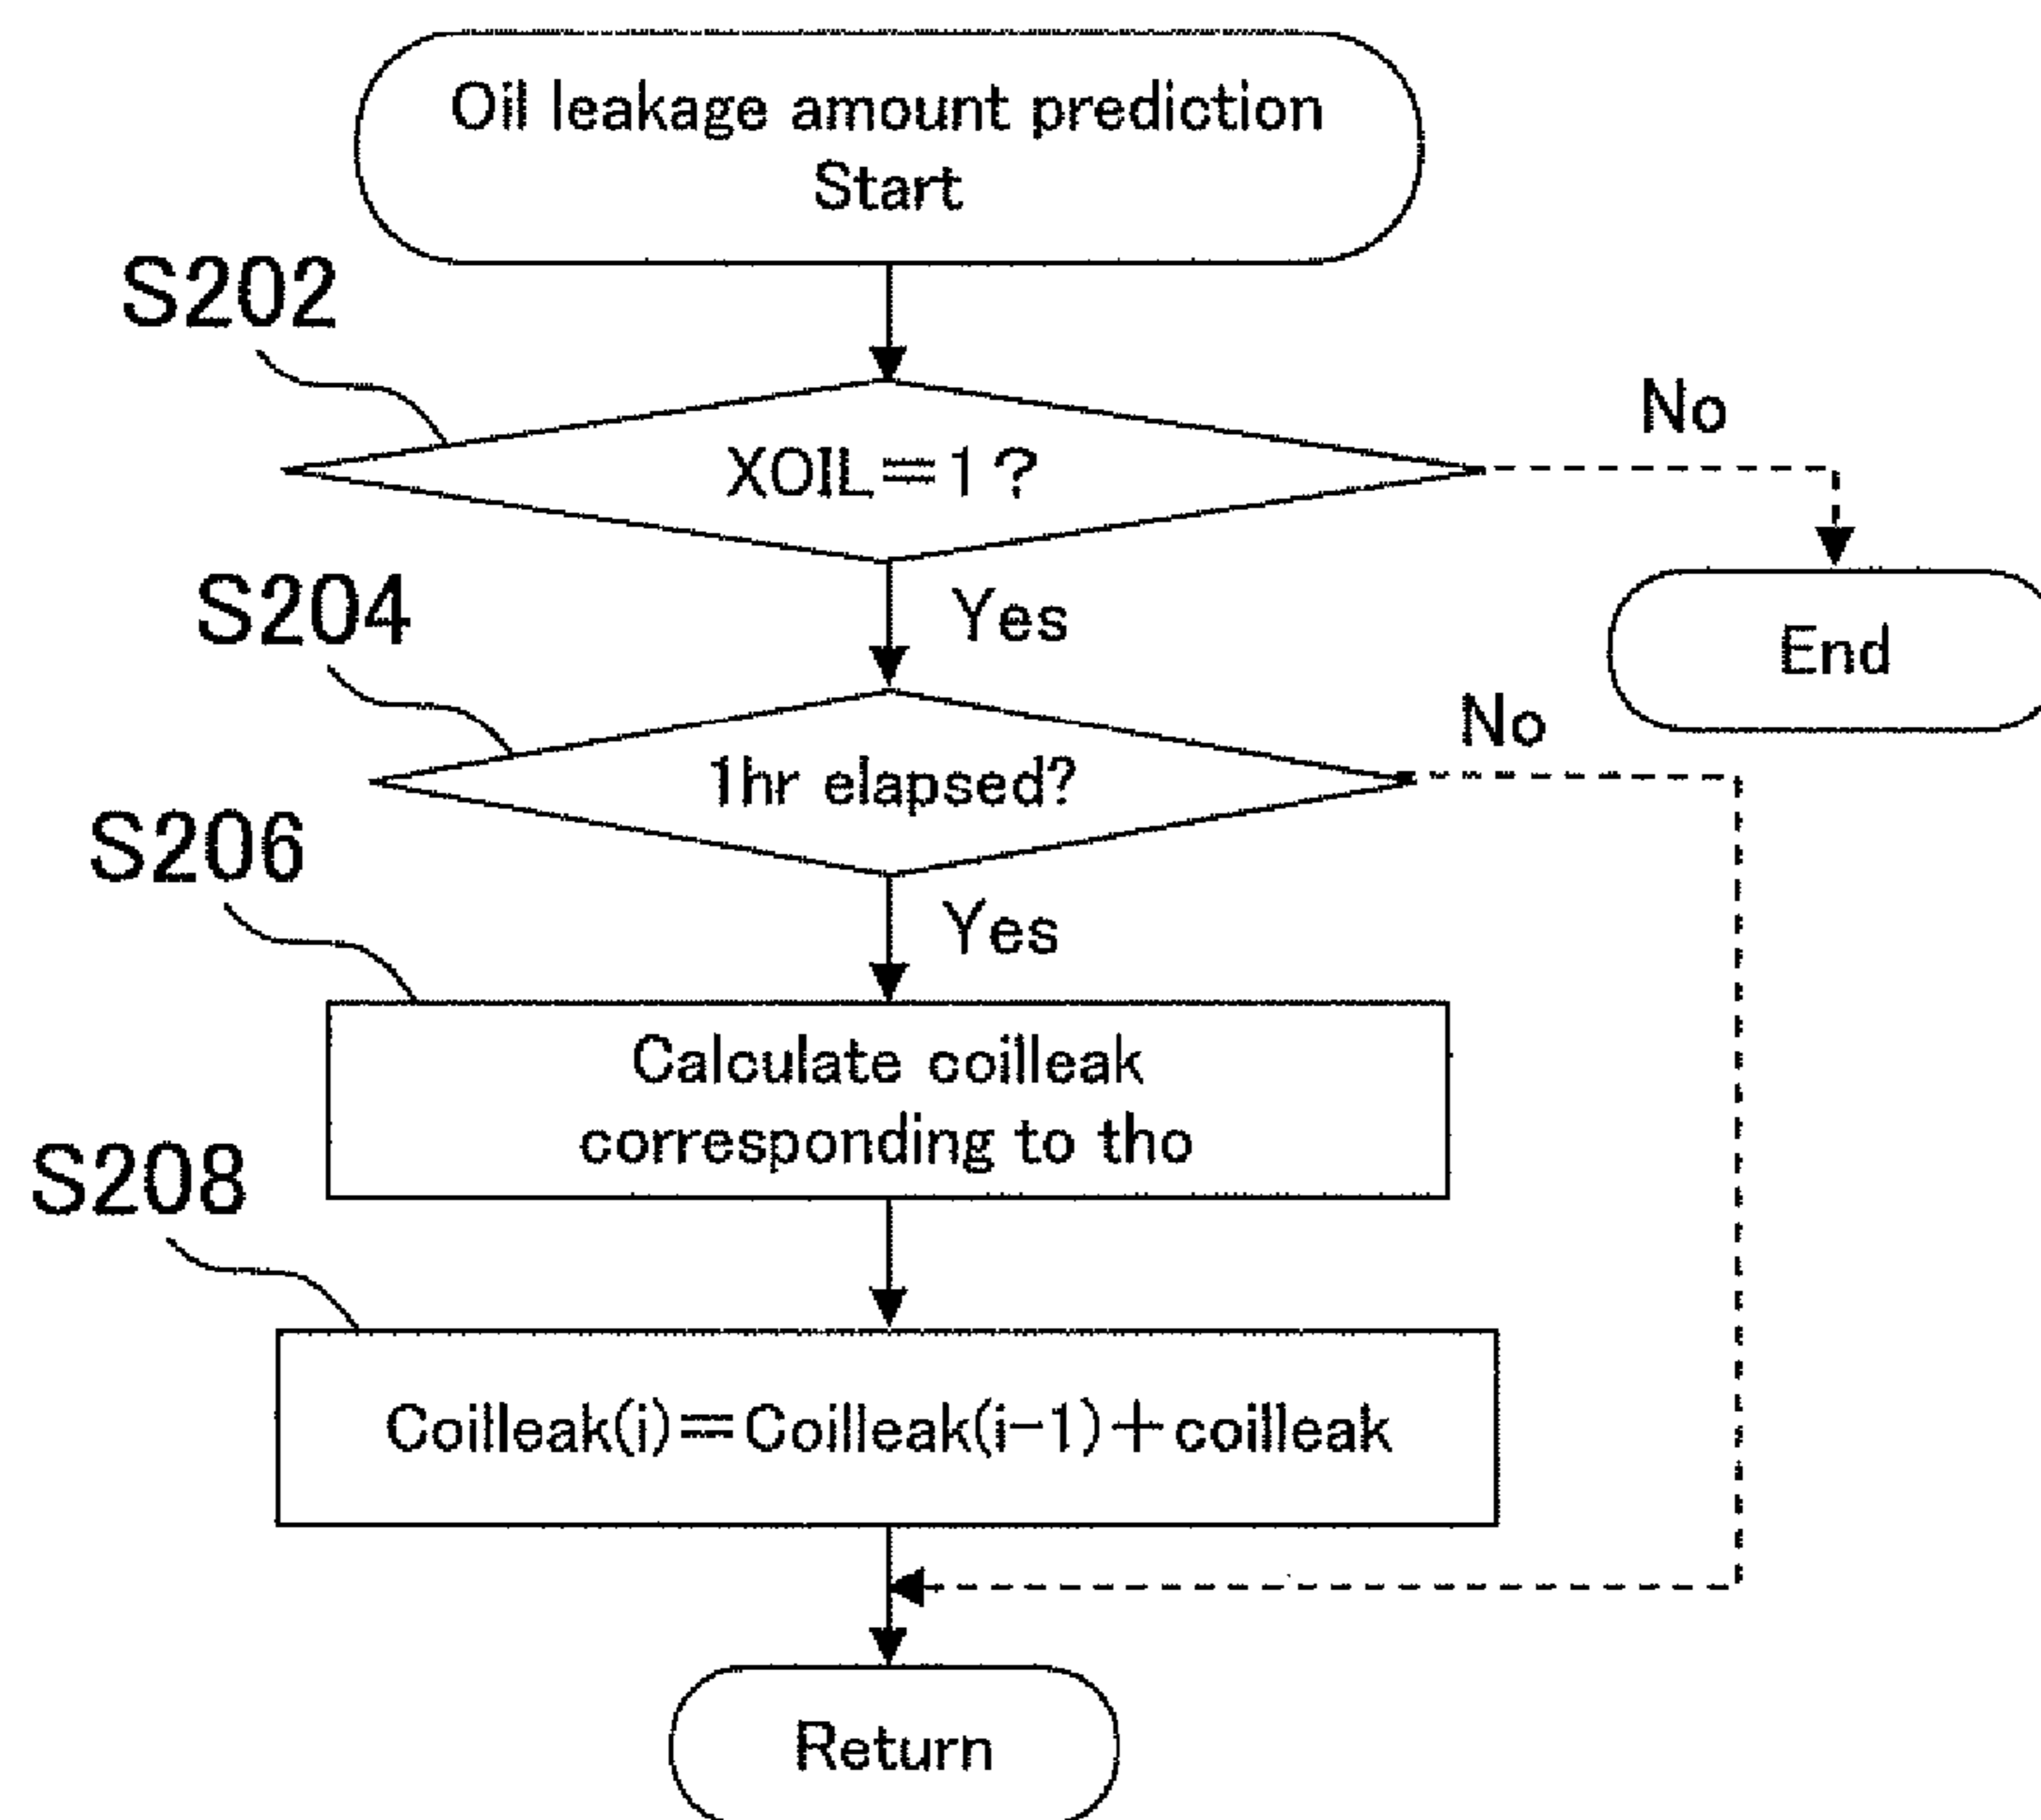 Oil leakage amount prediction
Start
S202
No
XOIL=1?
S204
Yes
End
No
1hr elapsed?
S206
Yes
Calculate coilleak
corresponding to tho
S208
Coilleak(i)=Coilleak(i-1)+coilleak
Return